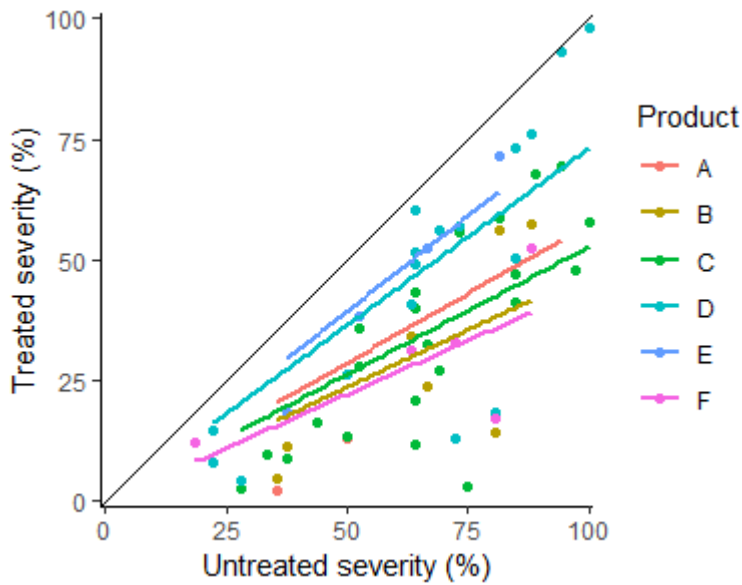 100
75
50
25
0
Treated severity (%)
0 25 50 75 100
Untreated severity (%)
Product
A
B
C
D
E
F